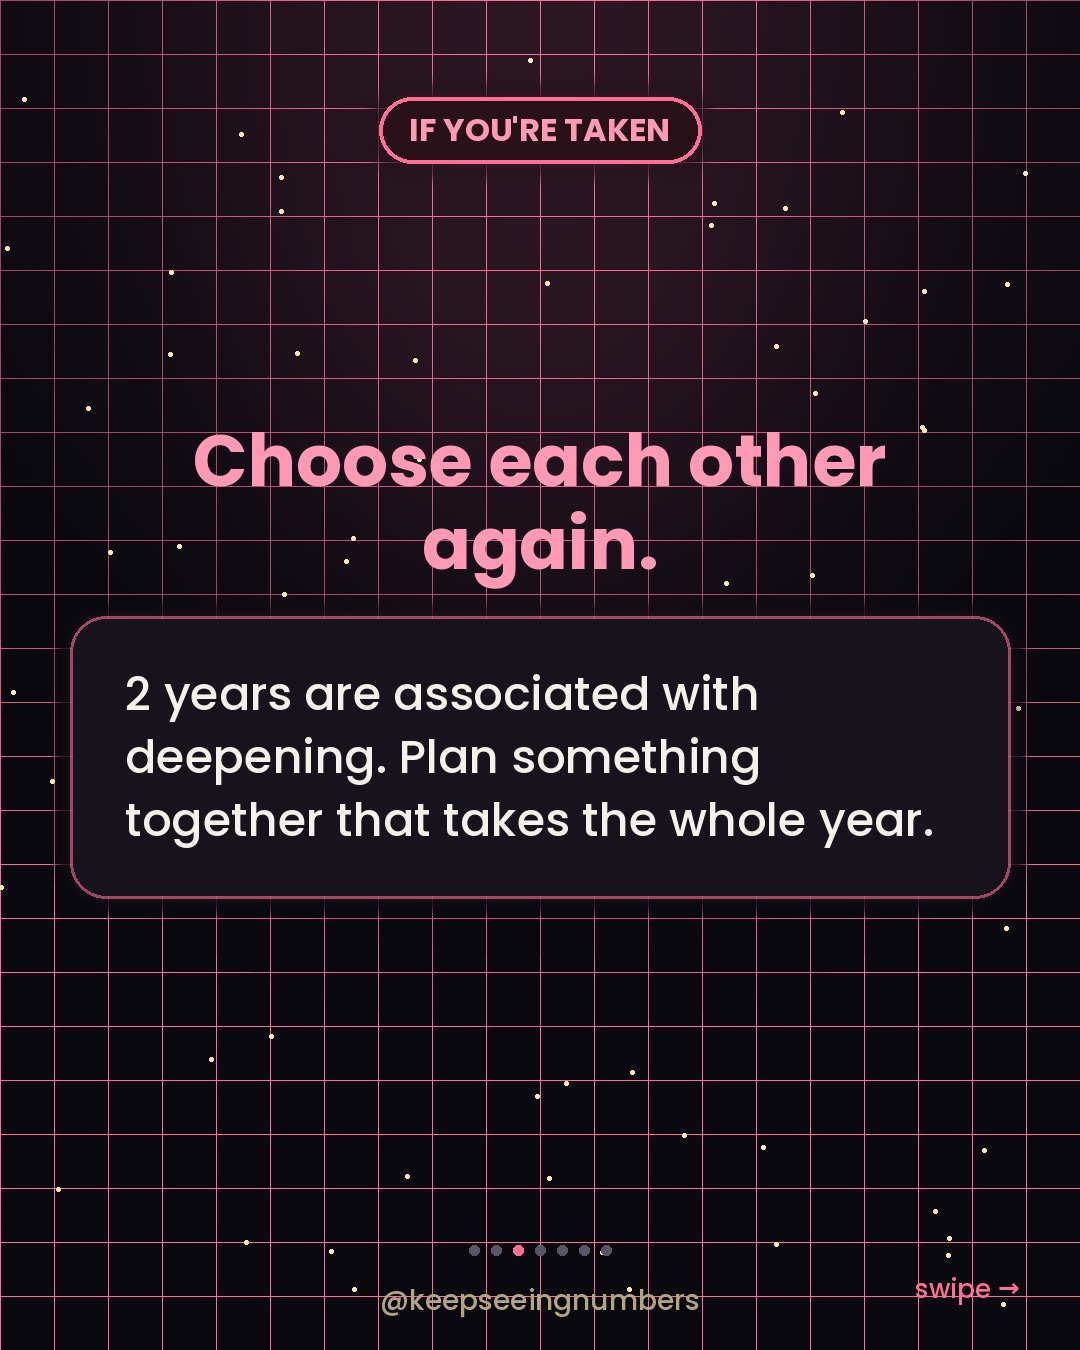 IF YOU'RE TAKEN
Choose each other
again.
2 years are associated with
deepening. Plan something
together that takes the whole year.
swipe →
@keepseeingnumbers